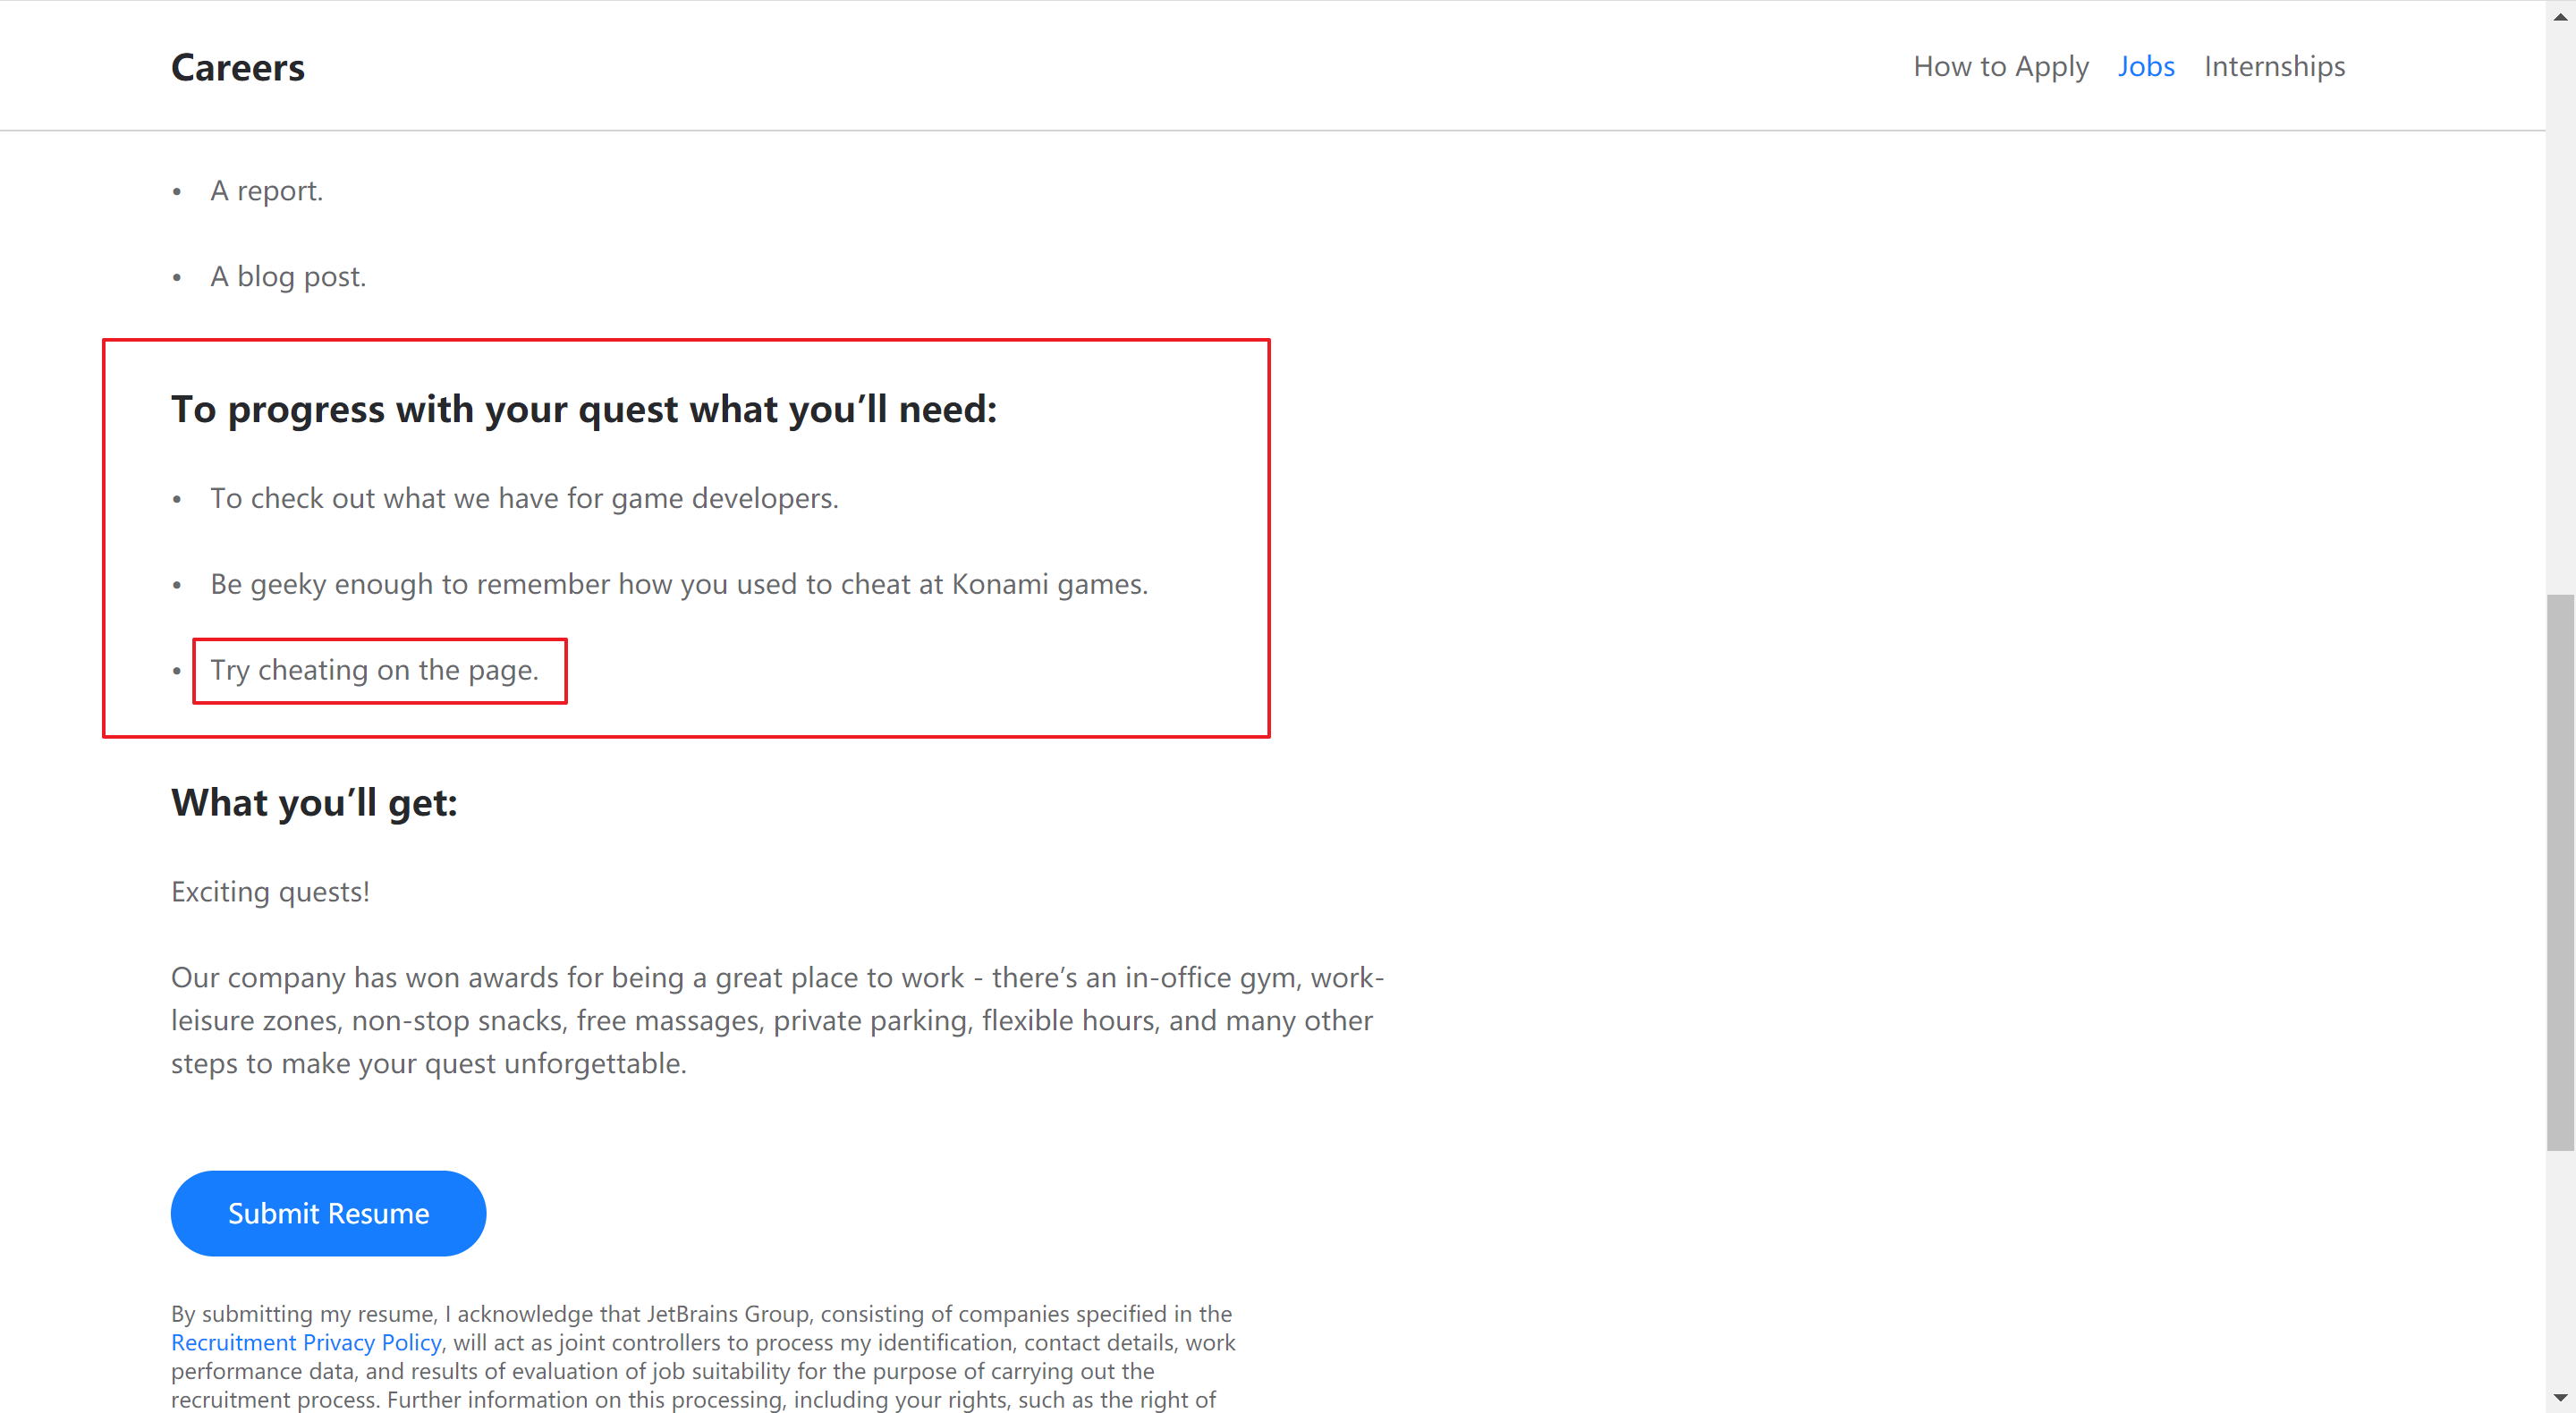 Careers
How to Apply Jobs Internships
• A report.
• A blog post.
To progress with your quest what you’ll need:
• To check out what we have for game developers.
• Be geeky enough to remember how you used to cheat at Konami games.
• Try cheating on the page.
What you’ll get:
Exciting quests!
Our company has won awards for being a great place to work - there’s an in-office gym, work-
leisure zones, non-stop snacks, free massages, private parking, flexible hours, and many other
steps to make your quest unforgettable.
Submit Resume
By submitting my resume, I acknowledge that JetBrains Group, consisting of companies specified in the
Recruitment Privacy Policy, will act as joint controllers to process my identification, contact details, work
performance data, and results of evaluation of job suitability for the purpose of carrying out the
recruitment process. Further information on this processing, including your rights, such as the right of